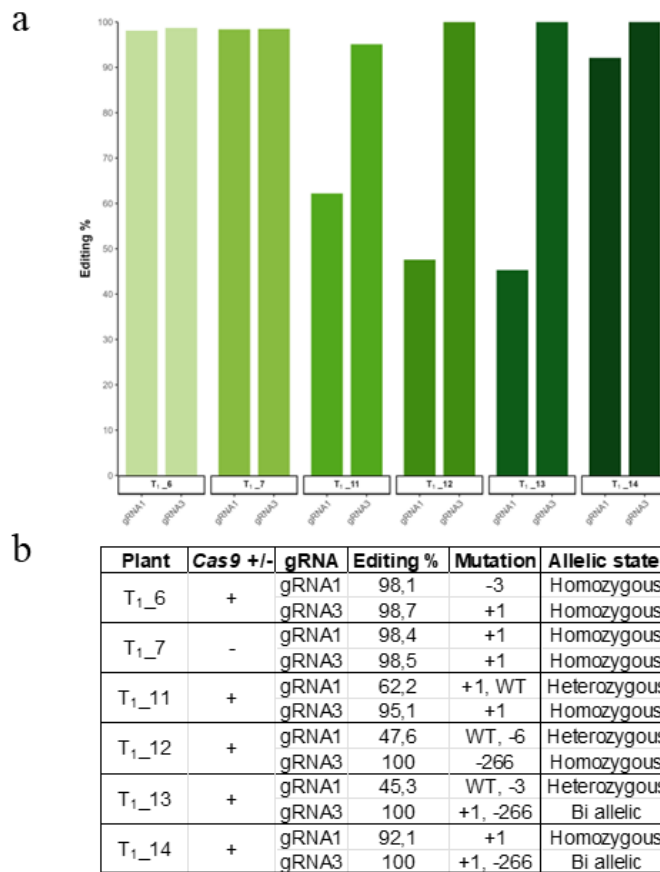 a
100
90
80
70
60
50
40
30
20
10
0
Editing %
T₁_6 T₁_7 T₁_11 T₁_12 T₁_13 T₁_14
gRNA1 gRNA3 gRNA1 gRNA3 gRNA1 gRNA3 gRNA1 gRNA3 gRNA1 gRNA3 gRNA1 gRNA3
b
Plant Cas9 +/- gRNA Editing % Mutation Allelic state
T₁_6 + gRNA1 98,1 -3 Homozygous
gRNA3 98,7 +1 Homozygous
T₁_7 - gRNA1 98,4 +1 Homozygous
gRNA3 98,5 +1 Homozygous
T₁_11 + gRNA1 62,2 +1, WT Heterozygous
gRNA3 95,1 +1 Homozygous
T₁_12 + gRNA1 47,6 WT, -6 Heterozygous
gRNA3 100 -266 Homozygous
T₁_13 + gRNA1 45,3 WT, -3 Heterozygous
gRNA3 100 +1, -266 Bi allelic
T₁_14 + gRNA1 92,1 +1 Homozygous
gRNA3 100 +1, -266 Bi allelic